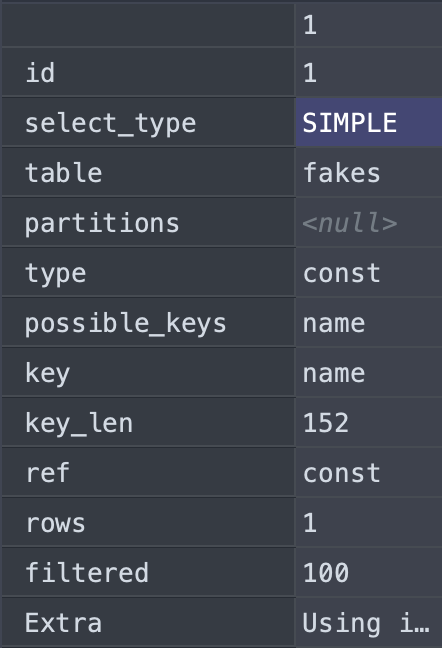 1
id 1
select_type SIMPLE
table fakes
partitions <null>
type const
possible_keys name
key name
key_len 152
ref const
rows 1
filtered 100
Extra Using i…